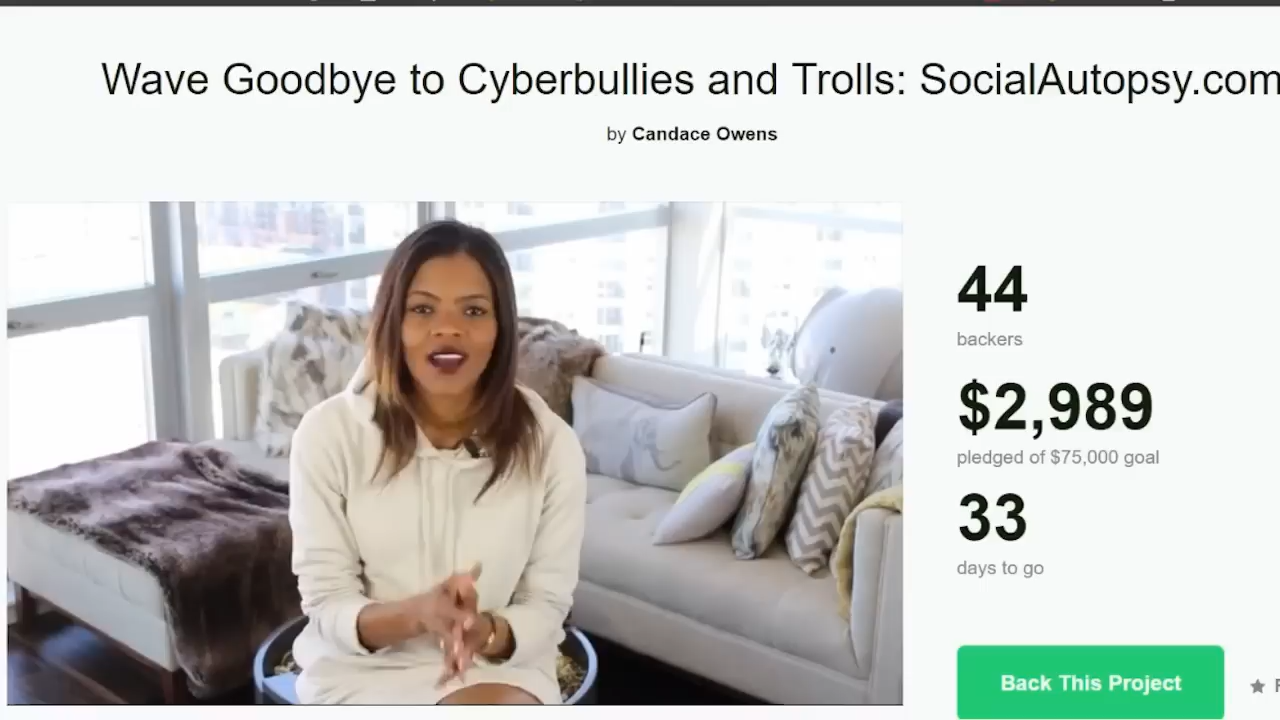 Wave Goodbye to Cyberbullies and Trolls: SocialAutopsy.com
by Candace Owens
44
backers
$2,989
pledged of $75,000 goal
33
days to go
Back This Project